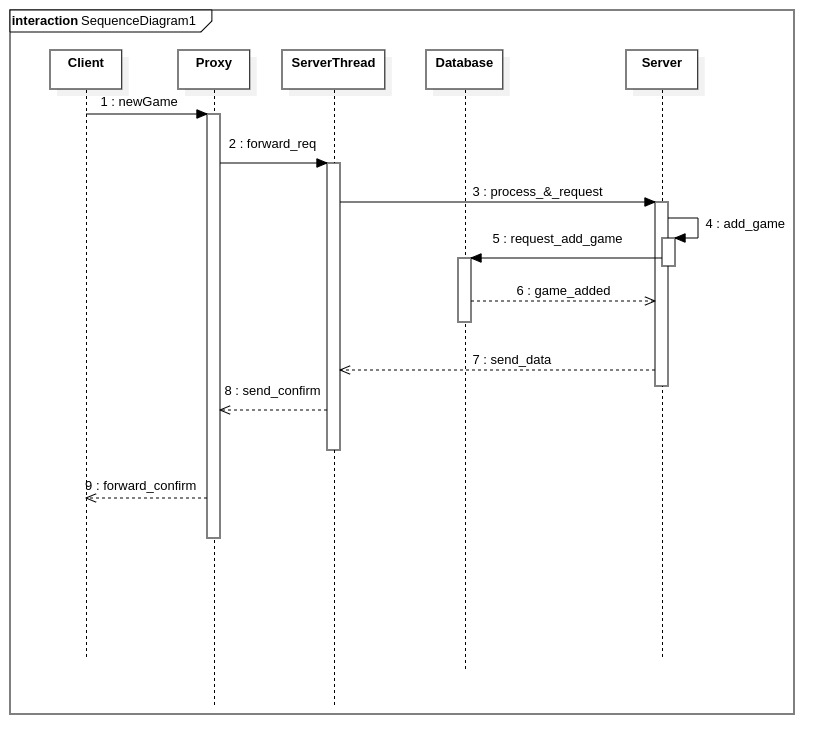 interaction SequenceDiagram1
Client
Proxy
ServerThread
Database
Server
1 : newGame
2 : forward_req
3 : process_&_request
4 : add_game
5 : request_add_game
6 : game_added
7 : send_data
8 : send_confirm
9 : forward_confirm